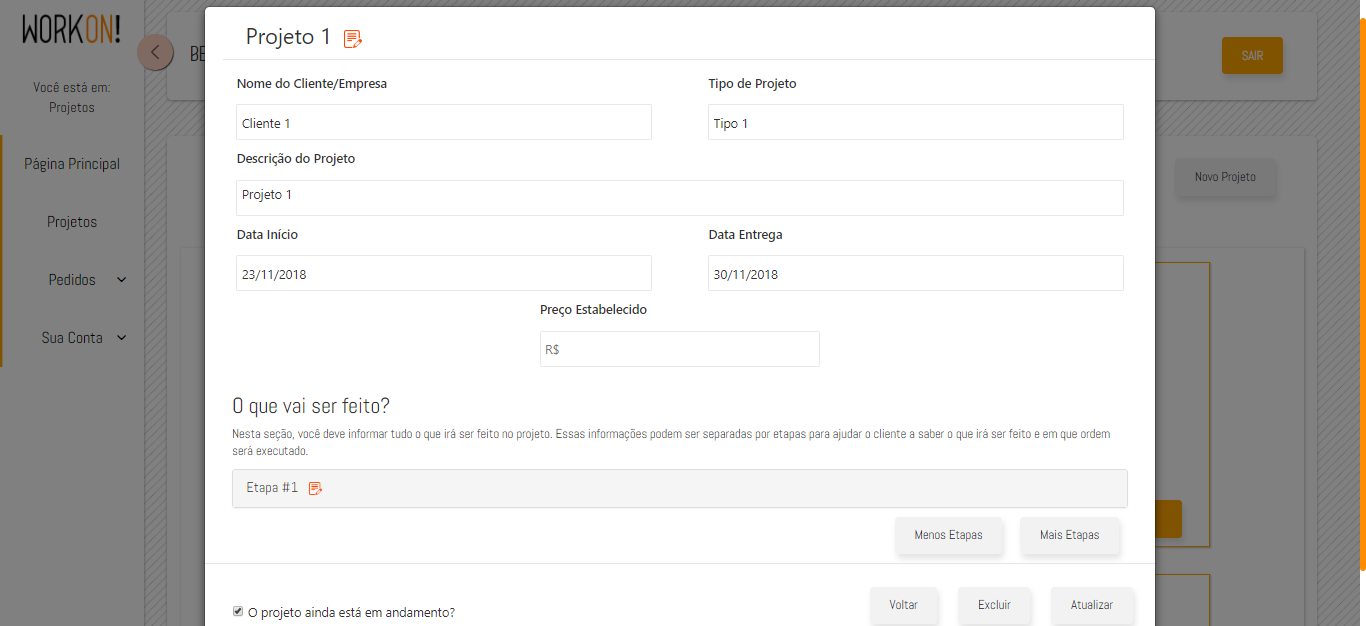 WORKON!
Você está em:
Projetos
Página Principal
Projetos
Pedidos
Sua Conta
BE
SAIR
Novo Projeto
Projeto 1
Nome do Cliente/Empresa
Tipo de Projeto
Cliente 1
Tipo 1
Descrição do Projeto
Projeto 1
Data Início
Data Entrega
23/11/2018
30/11/2018
Preço Estabelecido
R$
O que vai ser feito?
Nesta seção, você deve informar tudo o que irá ser feito no projeto. Essas informações podem ser separadas por etapas para ajudar o cliente a saber o que irá ser feito e em que ordem
será executado.
Etapa #1
Menos Etapas
Mais Etapas
O projeto ainda está em andamento?
Voltar
Excluir
Atualizar